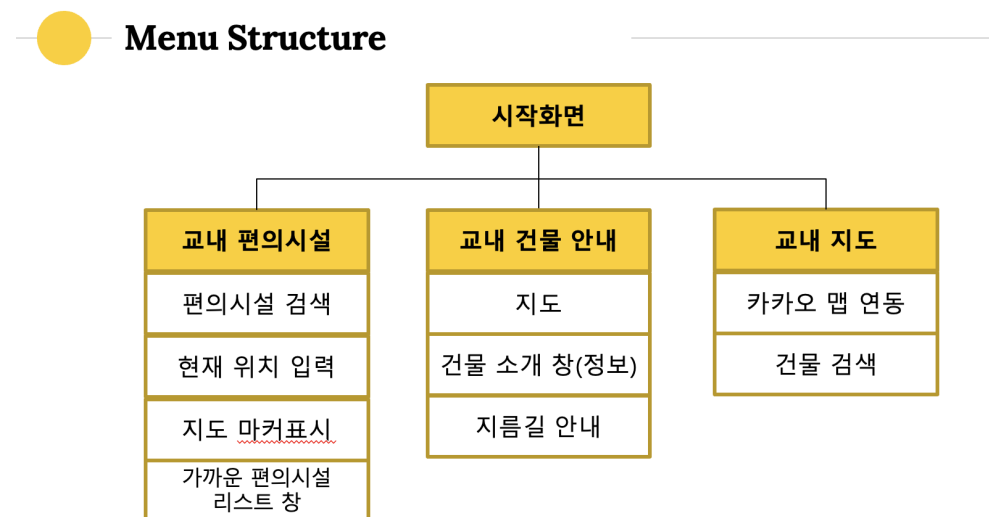 Menu Structure
시작화면
교내 편의시설
편의시설 검색
현재 위치 입력
지도 마커표시
가까운 편의시설
리스트 창
교내 건물 안내
지도
건물 소개 창(정보)
지름길 안내
교내 지도
카카오 맵 연동
건물 검색